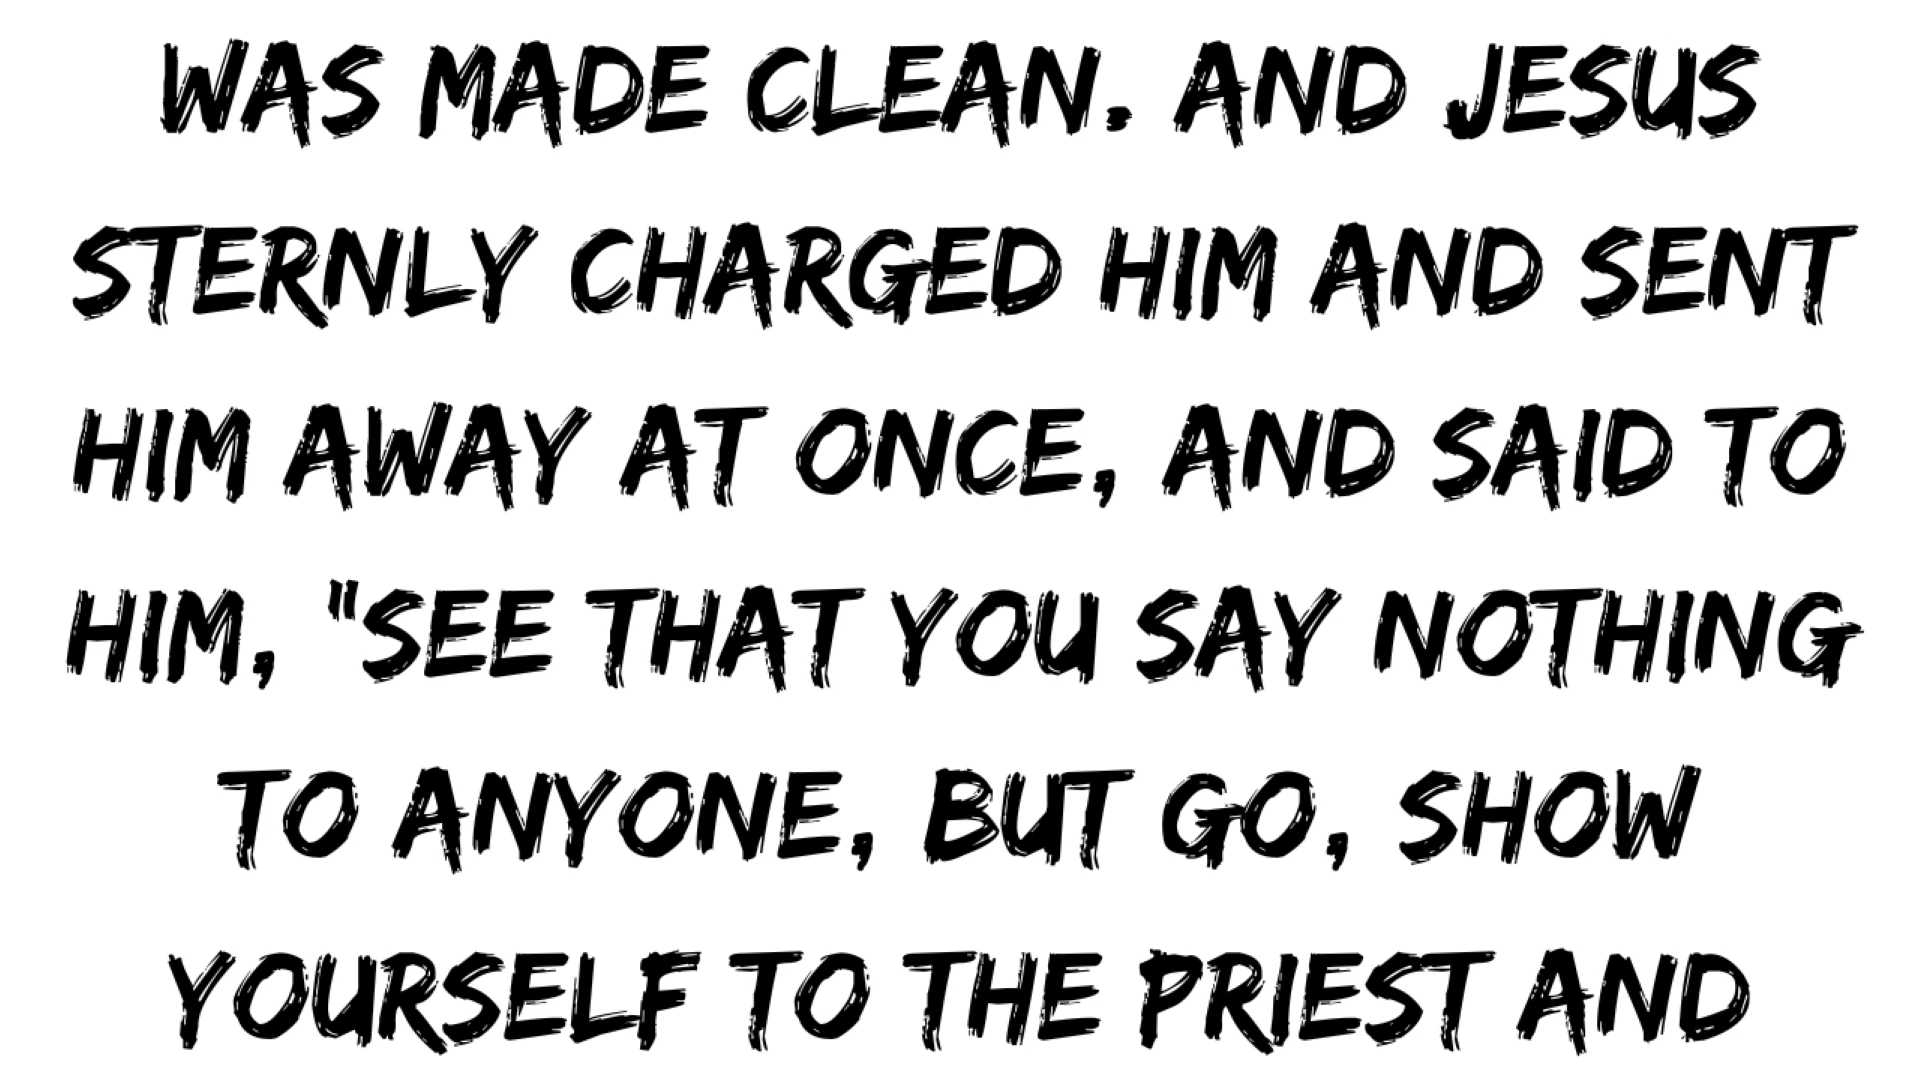 WAS MADE CLEAN. AND JESUS
STERNLY CHARGED HIM AND SENT
HIM AWAY AT ONCE, AND SAID TO
HIM, "SEE THAT YOU SAY NOTHING
TO ANYONE, BUT GO, SHOW
YOURSELF TO THE PRIEST AND